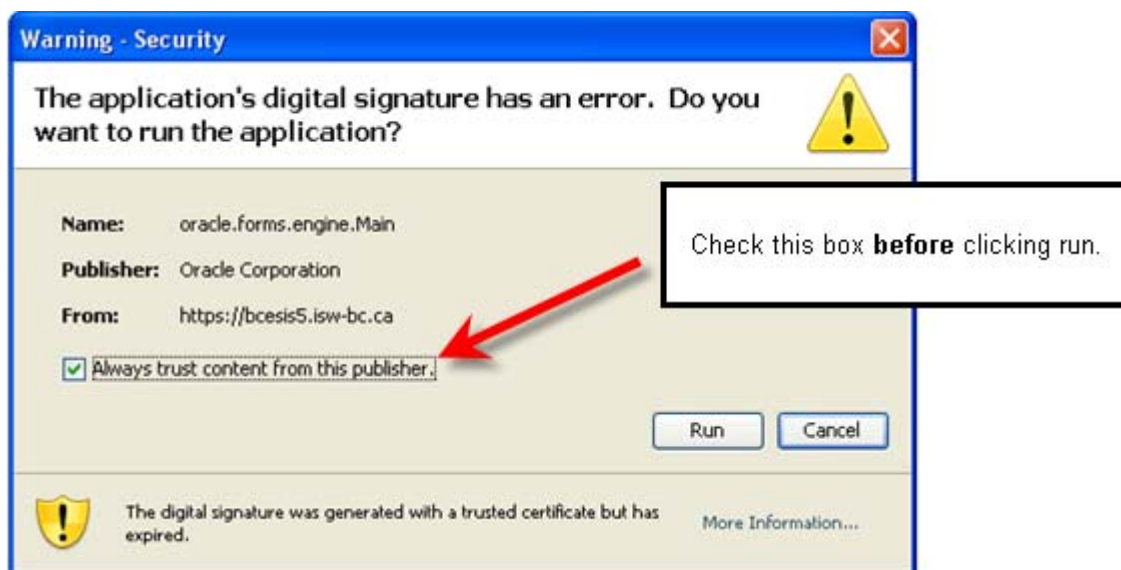 Warning - Security
The application's digital signature has an error. Do you
want to run the application?
Name: oracle.forms.engine.Main
Check this box before clicking run.
Publisher: Oracle Corporation
From: https://bcesis5.isw-bc.ca
Always trust content from this publisher.
Run Cancel
The digital signature was generated with a trusted certificate but has
expired.
More Information...